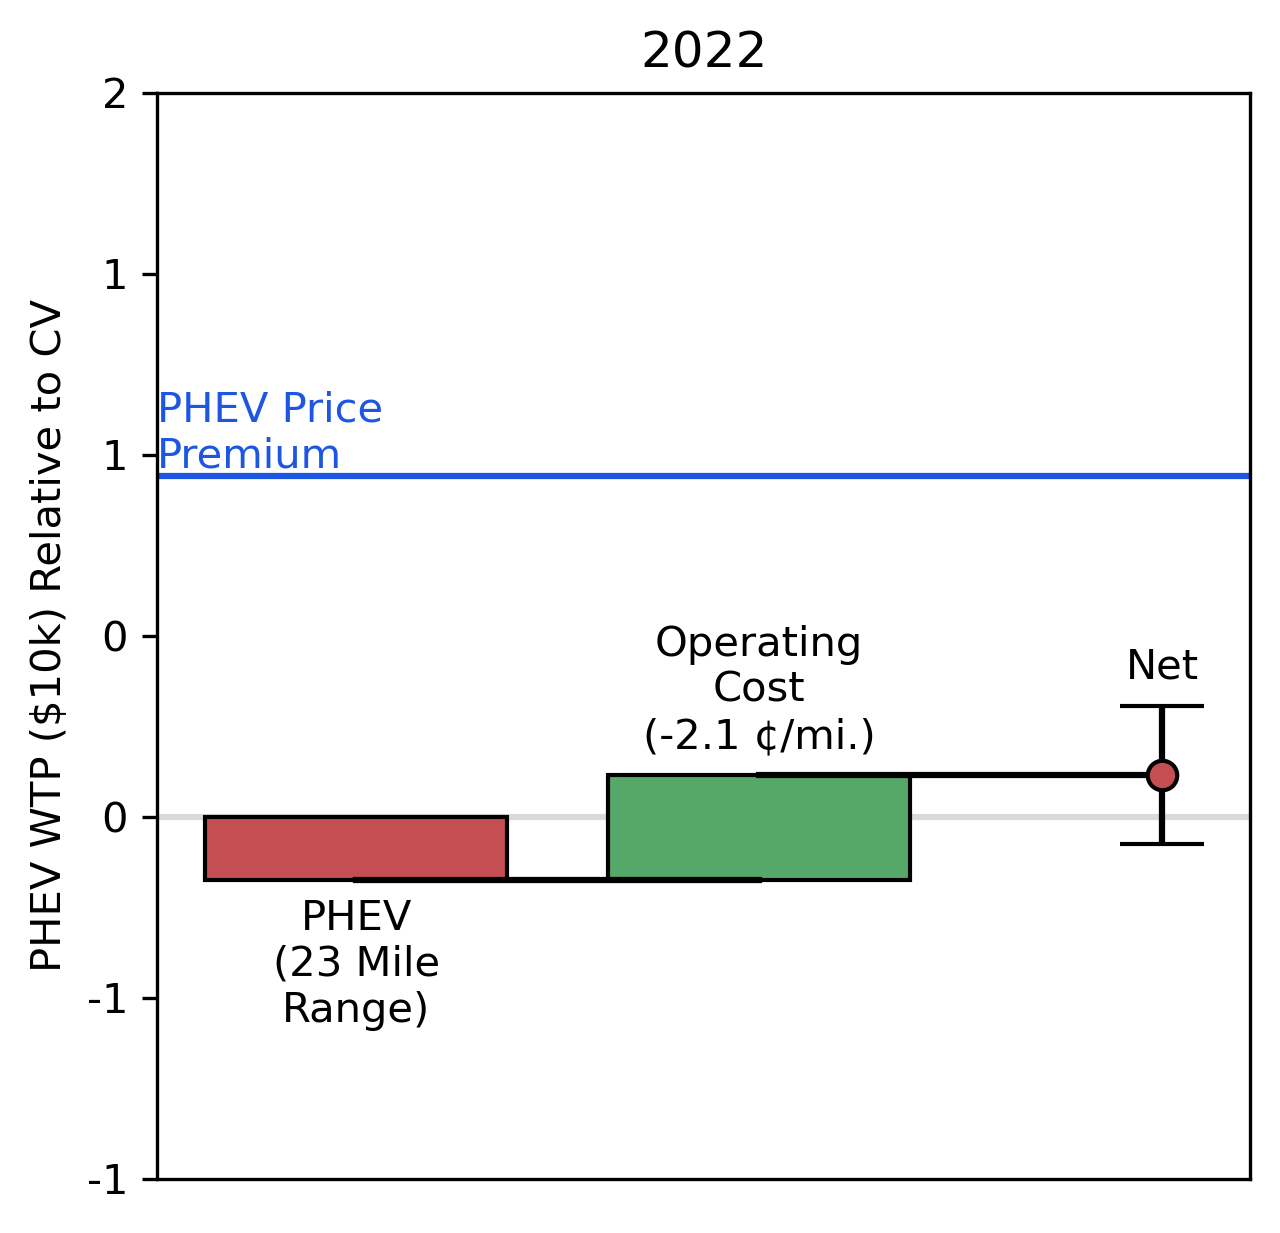 2022
2
1
PHEV Price
Premium
1
PHEV WTP ($10k) Relative to CV
Operating
Cost
(-2.1 ¢/mi.)
Net
0
0
PHEV
(23 Mile
Range)
-1
-1